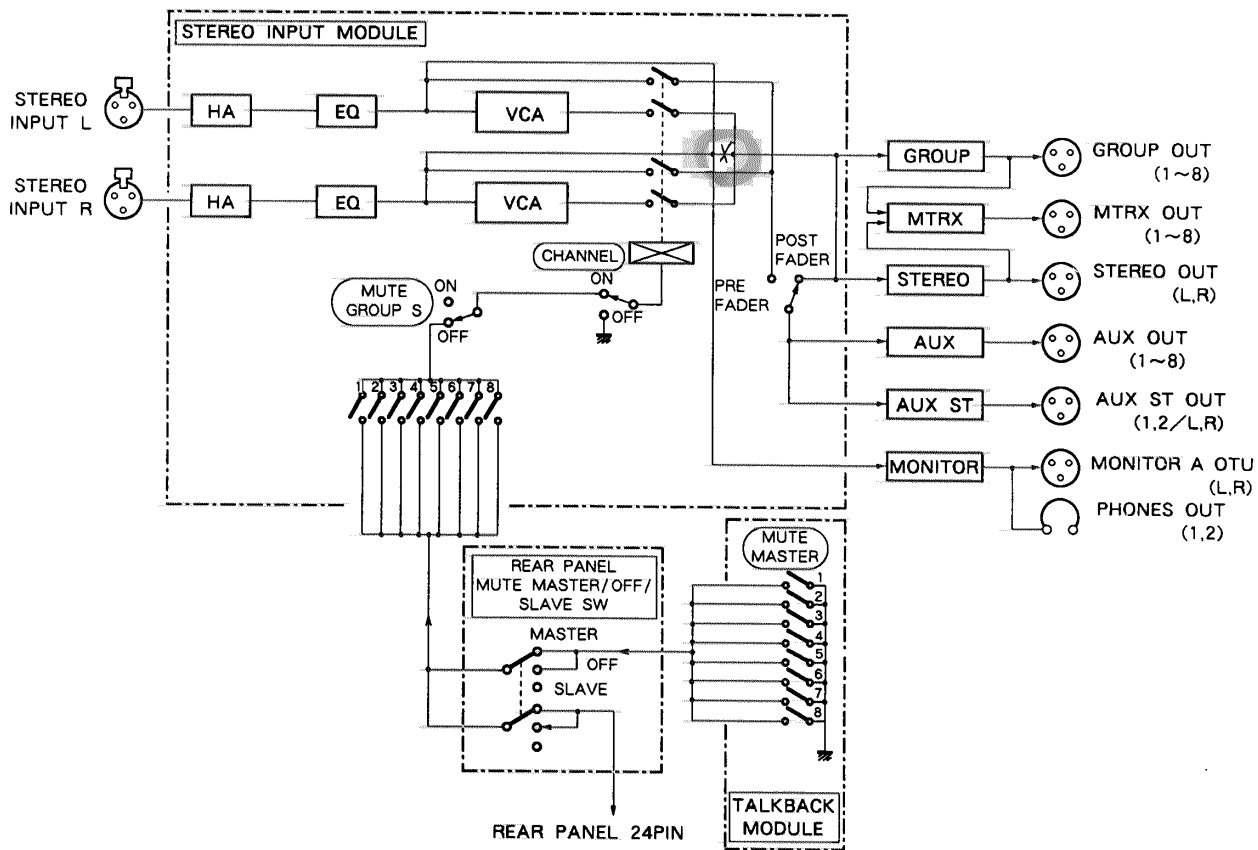 STEREO INPUT MODULE
STEREO
INPUT L
HA
EQ
VCA
STEREO
INPUT R
HA
EQ
VCA
GROUP
GROUP OUT
(1~8)
MTRX
MTRX OUT
(1~8)
STEREO
STEREO OUT
(L,R)
AUX
AUX OUT
(1~8)
AUX ST
AUX ST OUT
(1,2/L,R)
MONITOR
MONITOR A OTU
(L,R)
PHONES OUT
(1,2)
POST
FADER
PRE
FADER
CHANNEL
ON
OFF
MUTE
GROUP S
ON
OFF
1 2 3 4 5 6 7 8
REAR PANEL
MUTE MASTER/OFF/
SLAVE SW
MASTER
OFF
SLAVE
MUTE
MASTER
1
2
3
4
5
6
7
8
TALKBACK
MODULE
REAR PANEL 24PIN